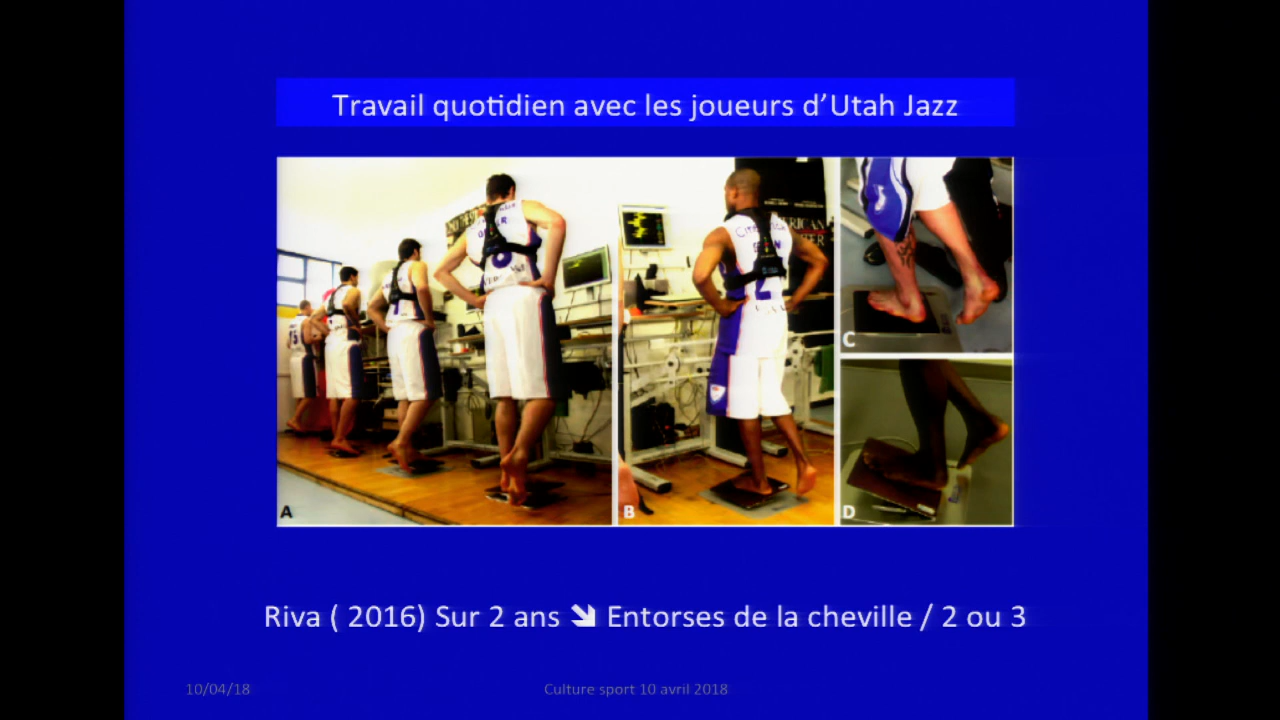 Travail quotidien avec les joueurs d’Utah Jazz
A
B
C
D
Riva ( 2016) Sur 2 ans ➘ Entorses de la cheville / 2 ou 3
10/04/18
Culture sport 10 avril 2018